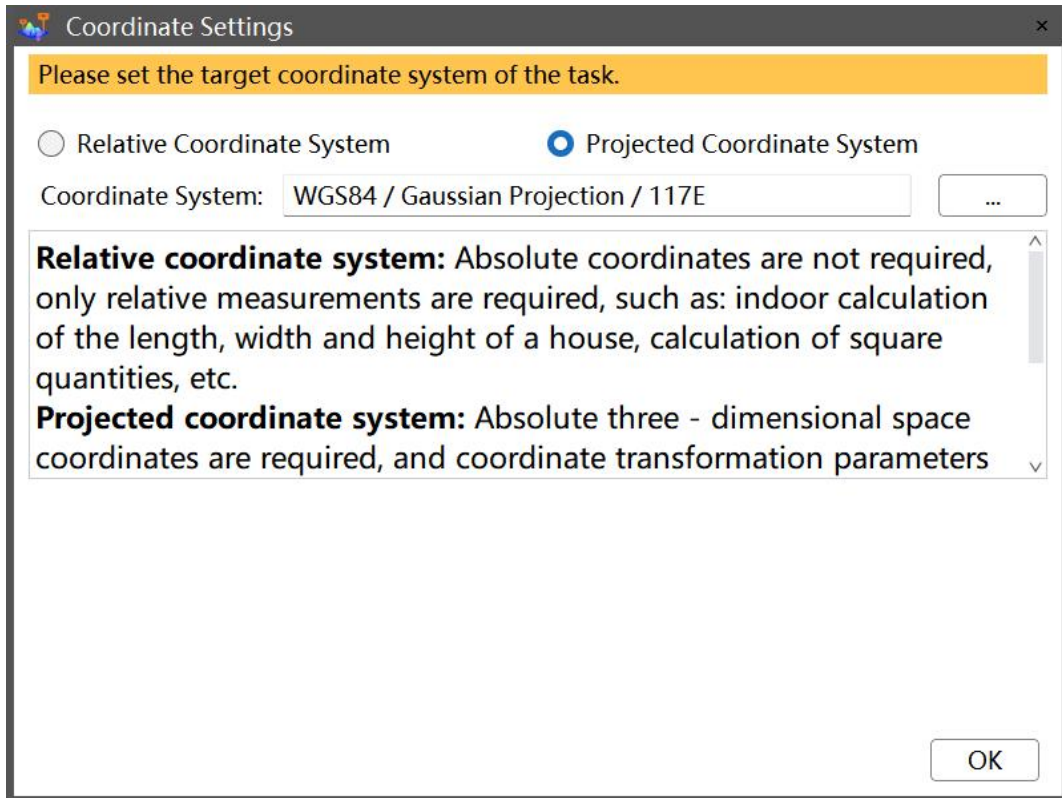 Coordinate Settings
Please set the target coordinate system of the task.
Relative Coordinate System
Projected Coordinate System
Coordinate System: WGS84 / Gaussian Projection / 117E ...
Relative coordinate system: Absolute coordinates are not required,
only relative measurements are required, such as: indoor calculation
of the length, width and height of a house, calculation of square
quantities, etc.
Projected coordinate system: Absolute three - dimensional space
coordinates are required, and coordinate transformation parameters
OK